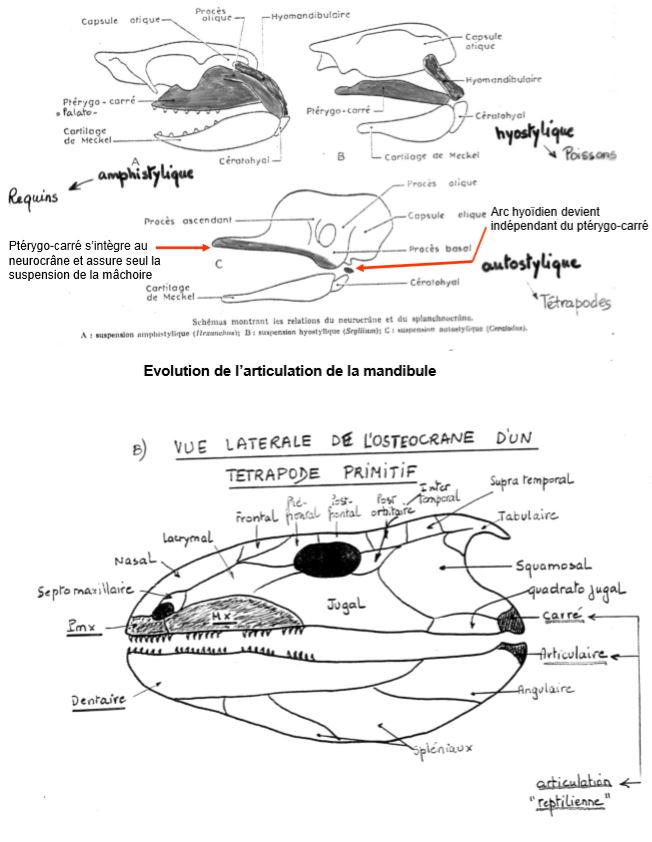 Capsule otique
Procès
otique
Hyomandibulaire
Capsule
otique
Hyomandibulaire
Ptérygo-carré
"Palato-
Ptérygo-carré
Cartilage
de Meckel
Cératohyal
Cératohyal
A
B
Cartilage de Meckel
hyostylique
Poissons
amphistylique
Requins
Procès otique
Procès ascendant
Capsule otique
Arc hyoïdien devient
indépendant du ptérygo-carré
Ptérygo-carré s'intègre au
neurocrâne et assure seul la
suspension de la mâchoire
Procès basal
C
autostylique
Cératohyal
Cartilage
de Meckel
Tétrapodes
Schémas montrant les relations du neurocrâne et du splanchnocrâne.
A : suspension amphistylique (Hexanchus); B : suspension hyostylique (Scyllium); C : suspension autostylique (Ceratodus).
Evolution de l'articulation de la mandibule
B) VUE LATERALE DE L'OSTEOCRANE D'UN
TETRAPODE PRIMITIF
Inter
temporal
Supra temporal
Post
orbitaire
Post-
frontal
Pré-
frontal
Frontal
Tabulaire
Lacrymal
Nasal
Squamosal
Septomaxillaire
quadrato jugal
Jugal
Mx
Pmx
Carré
Articulaire
Dentaire
Angulaire
Spléniaux
articulation
"reptilienne"